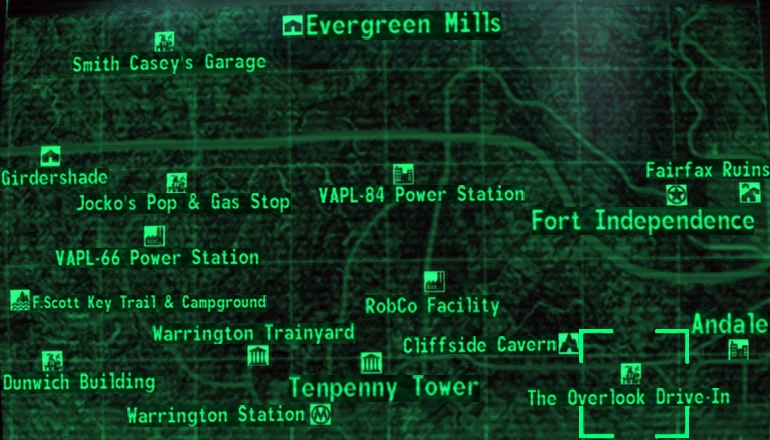 Evergreen Mills
Smith Casey's Garage
Girdershade
Jocko's Pop & Gas Stop
VAPL-84 Power Station
Fairfax Ruins
Fort Independence
VAPL-66 Power Station
F.Scott Key Trail & Campground
RobCo Facility
Warrington Trainyard
Cliffside Cavern
Andale
Dunwich Building
Tenpenny Tower
The Overlook Drive-In
Warrington Station